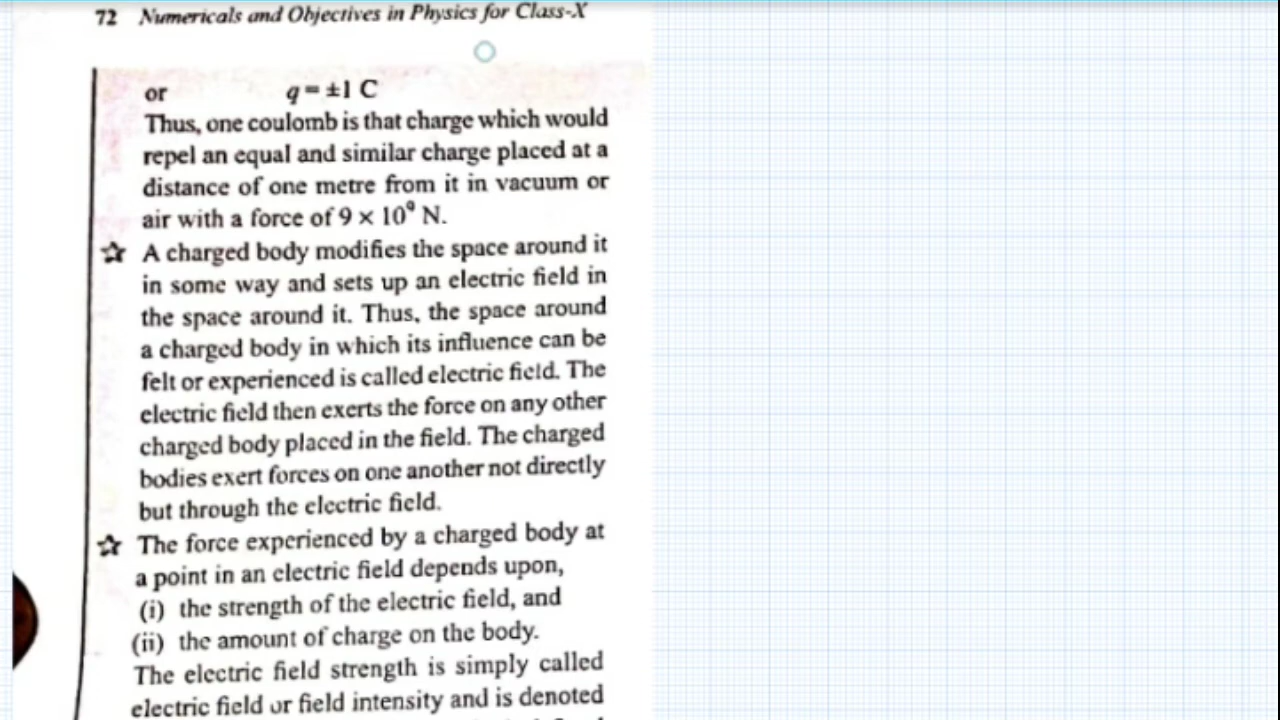 72 Numericals and Objectives in Physics for Class-X
or q = ±1 C
Thus, one coulomb is that charge which would
repel an equal and similar charge placed at a
distance of one metre from it in vacuum or
air with a force of 9 × 10⁹ N.
☆ A charged body modifies the space around it
in some way and sets up an electric field in
the space around it. Thus, the space around
a charged body in which its influence can be
felt or experienced is called electric field. The
electric field then exerts the force on any other
charged body placed in the field. The charged
bodies exert forces on one another not directly
but through the electric field.
☆ The force experienced by a charged body at
a point in an electric field depends upon,
(i) the strength of the electric field, and
(ii) the amount of charge on the body.
The electric field strength is simply called
electric field or field intensity and is denoted